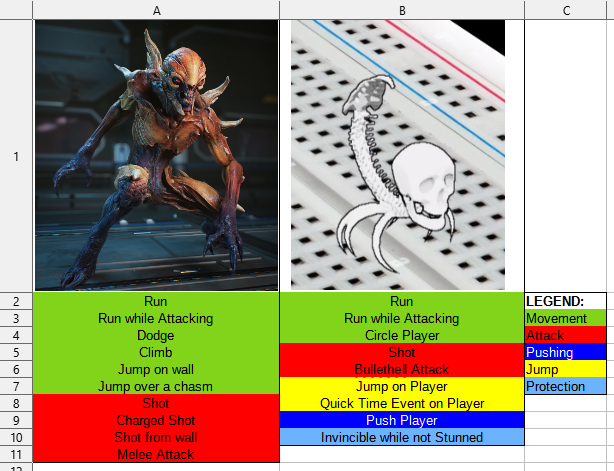 A B C
1
2 Run Run LEGEND:
3 Run while Attacking Run while Attacking Movement
4 Dodge Circle Player Attack
5 Climb Shot Pushing
6 Jump on wall Bullethell Attack Jump
7 Jump over a chasm Jump on Player Protection
8 Shot Quick Time Event on Player
9 Charged Shot Push Player
10 Shot from wall Invincible while not Stunned
11 Melee Attack